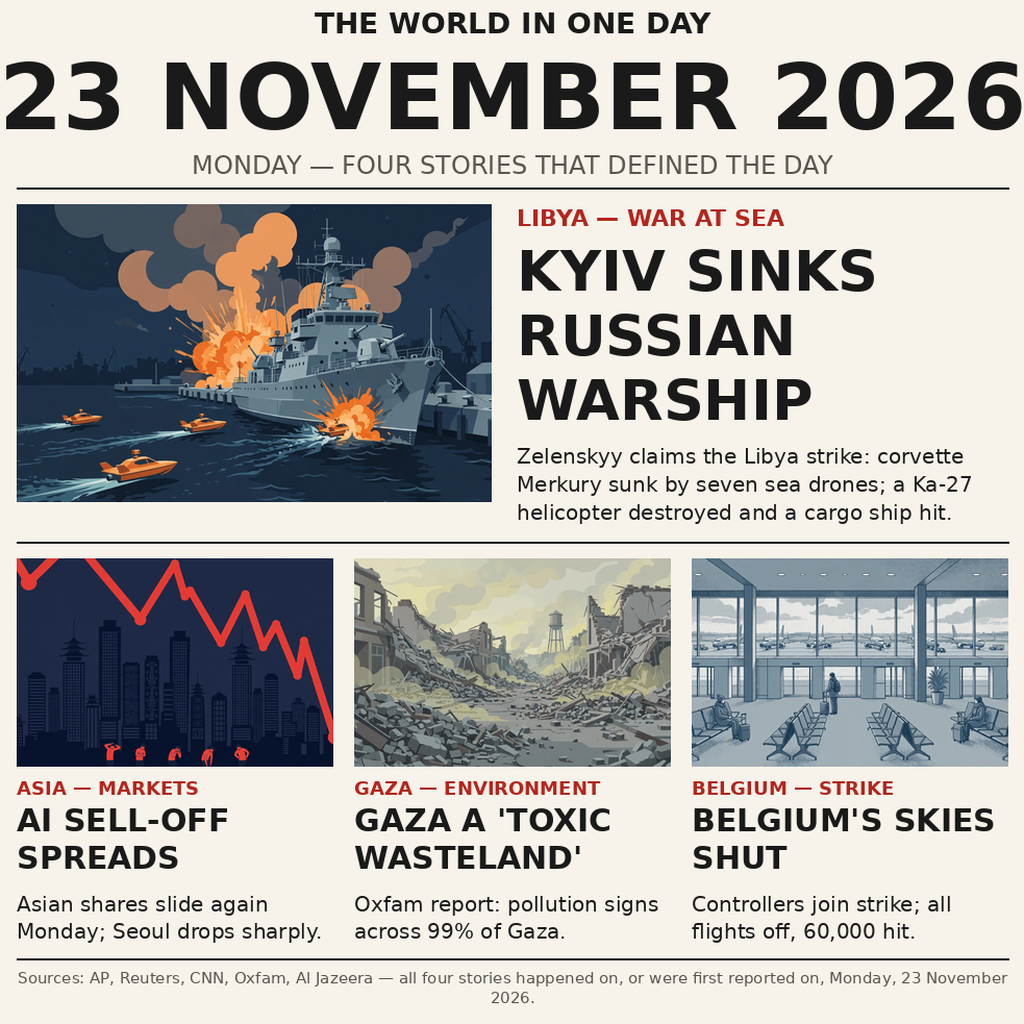 THE WORLD IN ONE DAY
23 NOVEMBER 2026
MONDAY — FOUR STORIES THAT DEFINED THE DAY
LIBYA — WAR AT SEA
KYIV SINKS
RUSSIAN
WARSHIP
Zelenskyy claims the Libya strike: corvette
Merkury sunk by seven sea drones; a Ka-27
helicopter destroyed and a cargo ship hit.
ASIA — MARKETS
AI SELL-OFF
SPREADS
Asian shares slide again
Monday; Seoul drops sharply.
GAZA — ENVIRONMENT
GAZA A 'TOXIC
WASTELAND'
Oxfam report: pollution signs
across 99% of Gaza.
BELGIUM — STRIKE
BELGIUM'S SKIES
SHUT
Controllers join strike; all
flights off, 60,000 hit.
Sources: AP, Reuters, CNN, Oxfam, Al Jazeera — all four stories happened on, or were first reported on, Monday, 23 November
2026.